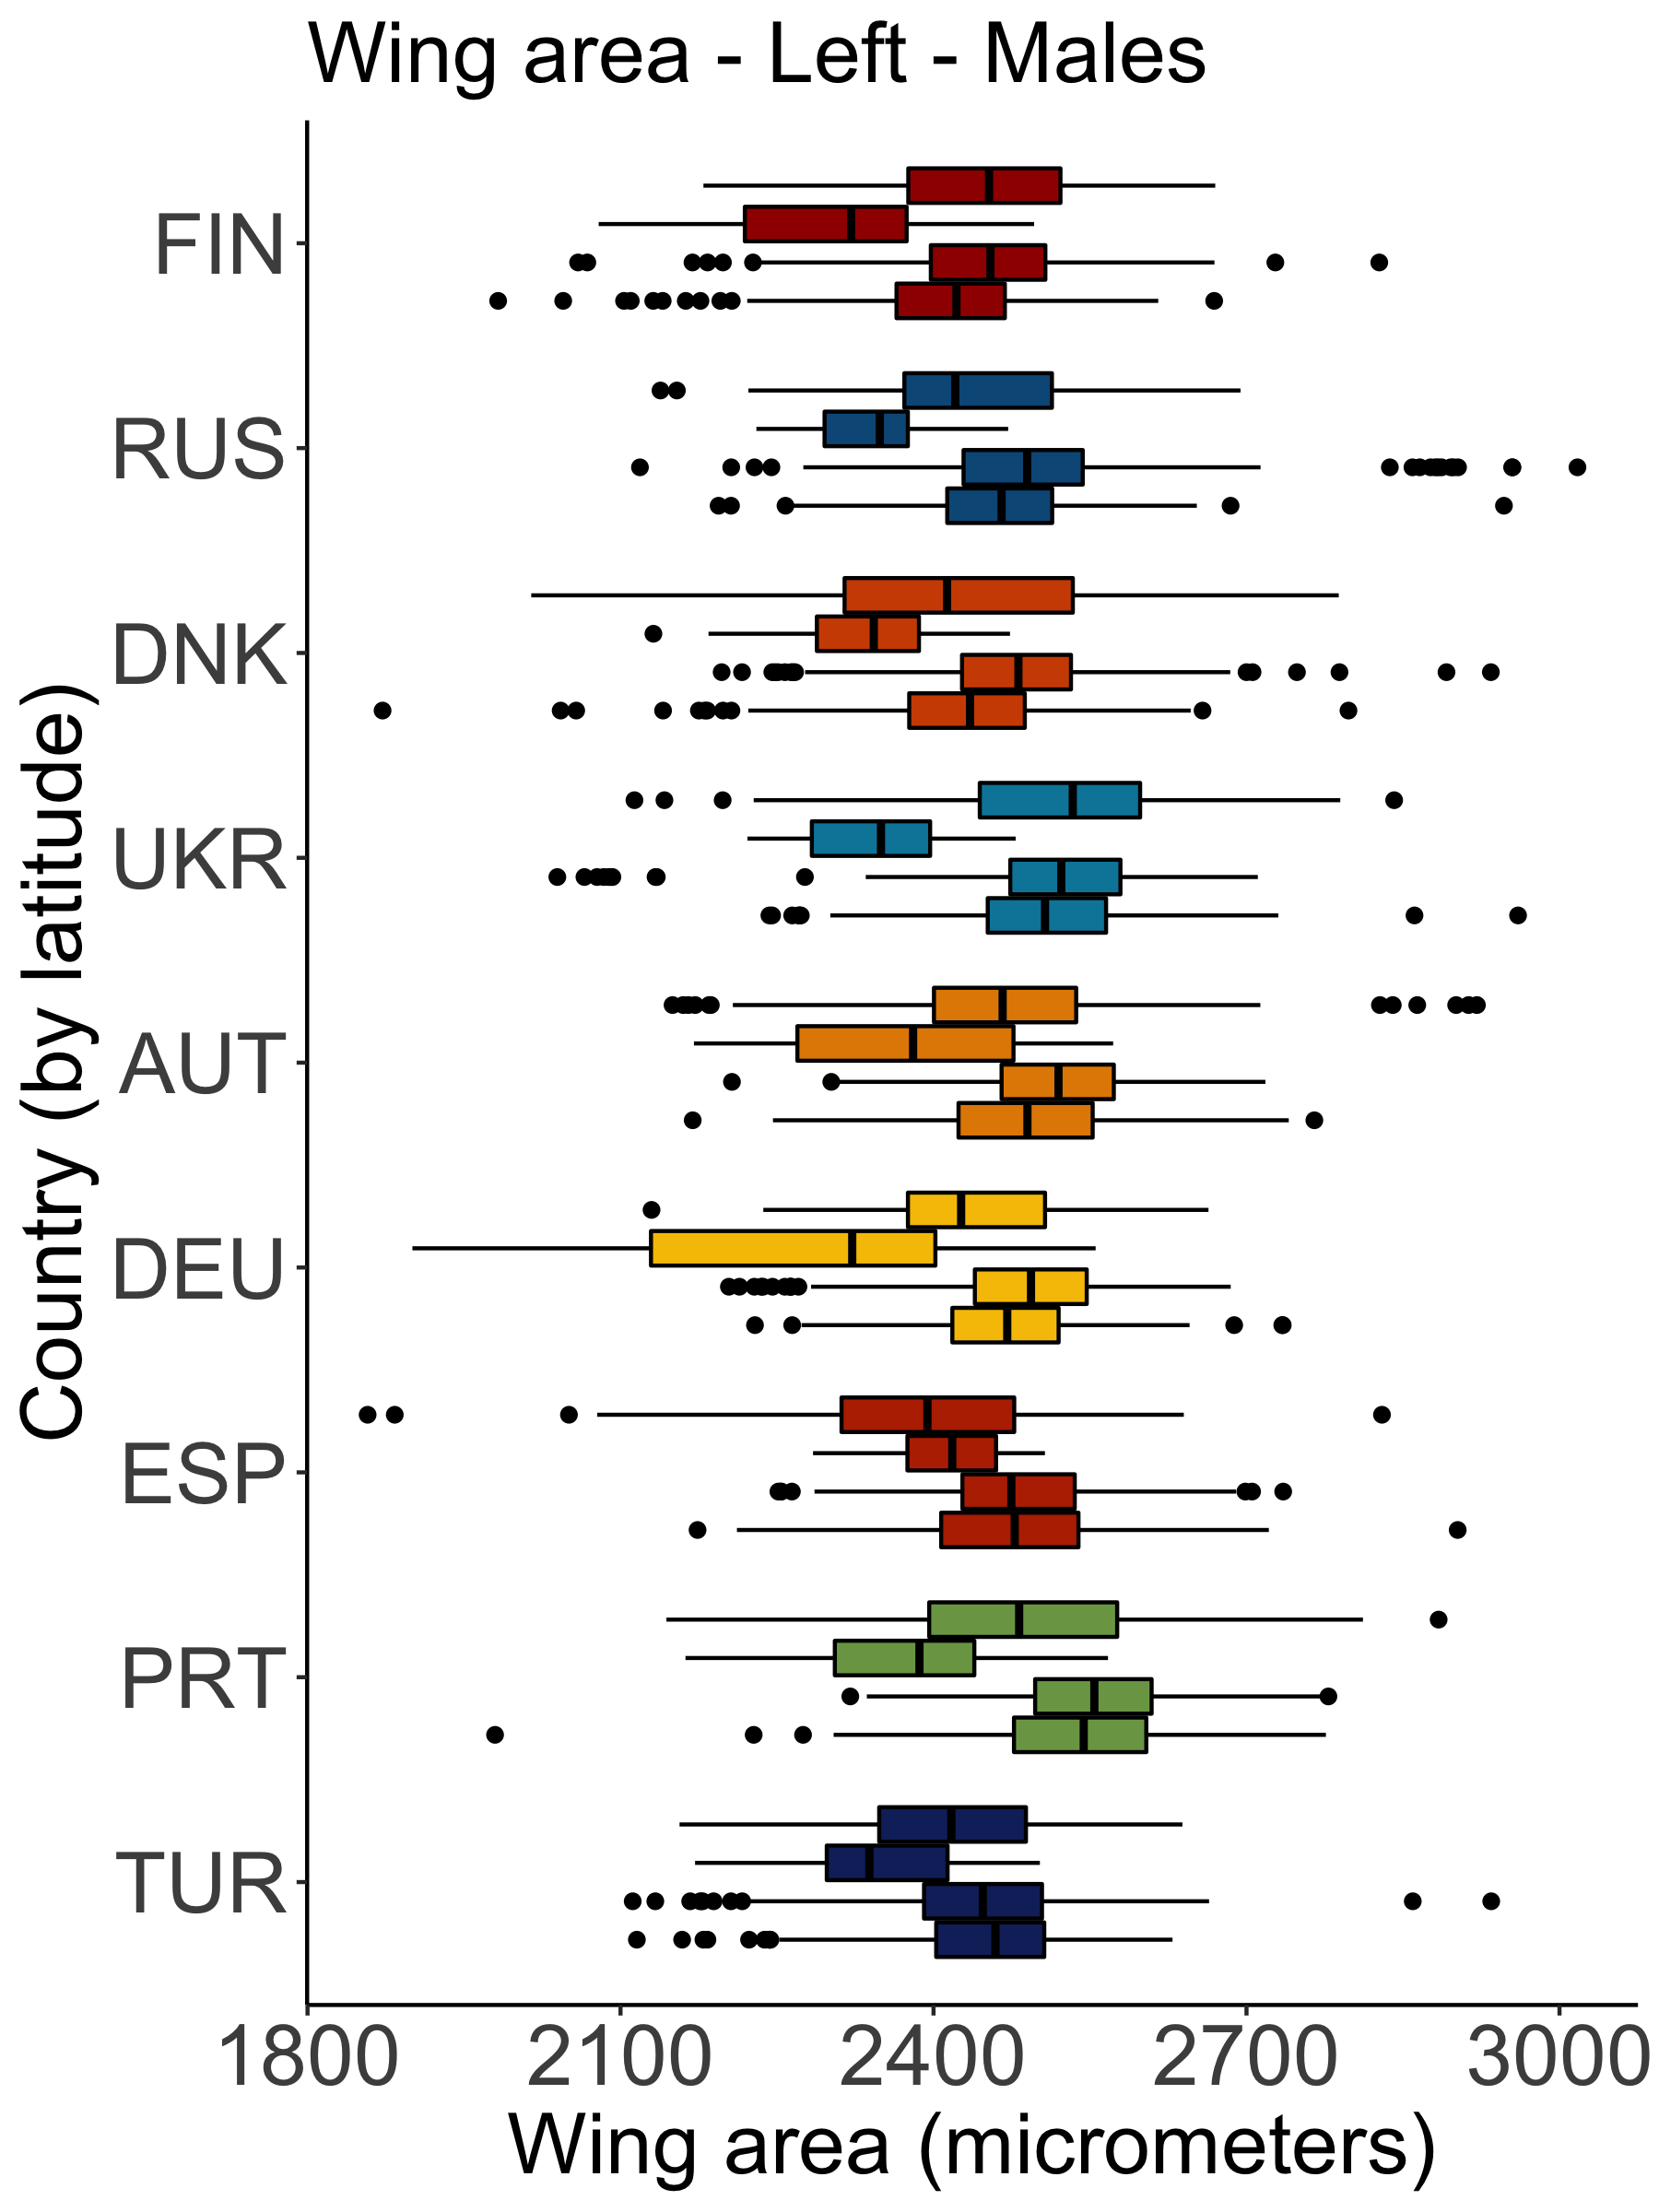 Wing area - Left - Males
Country (by latitude)
FIN
RUS
DNK
UKR
AUT
DEU
ESP
PRT
TUR
1800 2100 2400 2700 3000
Wing area (micrometers)